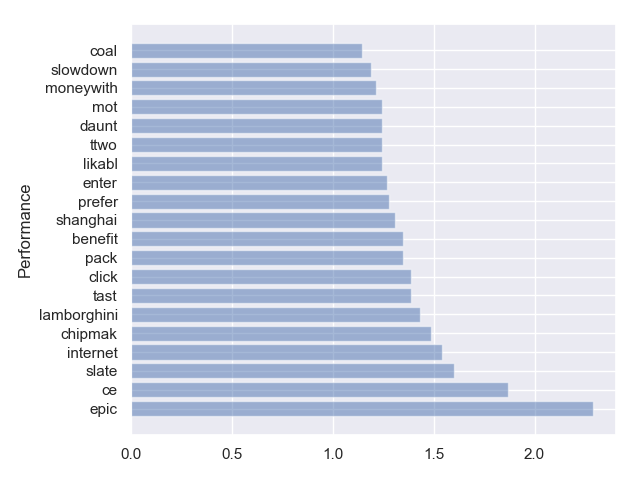 coal
slowdown
moneywith
mot
daunt
ttwo
likabl
enter
prefer
shanghai
benefit
pack
click
tast
lamborghini
chipmak
internet
slate
ce
epic
Performance
0.0 0.5 1.0 1.5 2.0